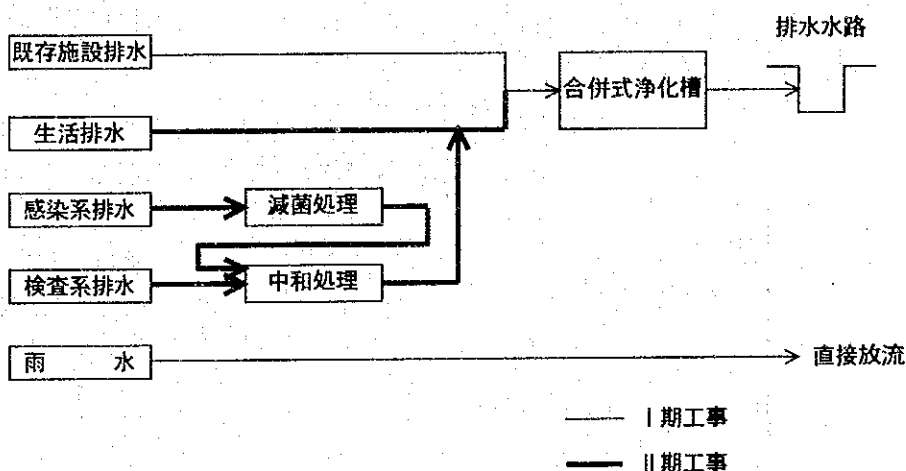 排水水路
既存施設排水
合併式浄化槽
生活排水
感染系排水
減菌処理
検査系排水
中和処理
雨 水
直接放流
I期工事
II期工事